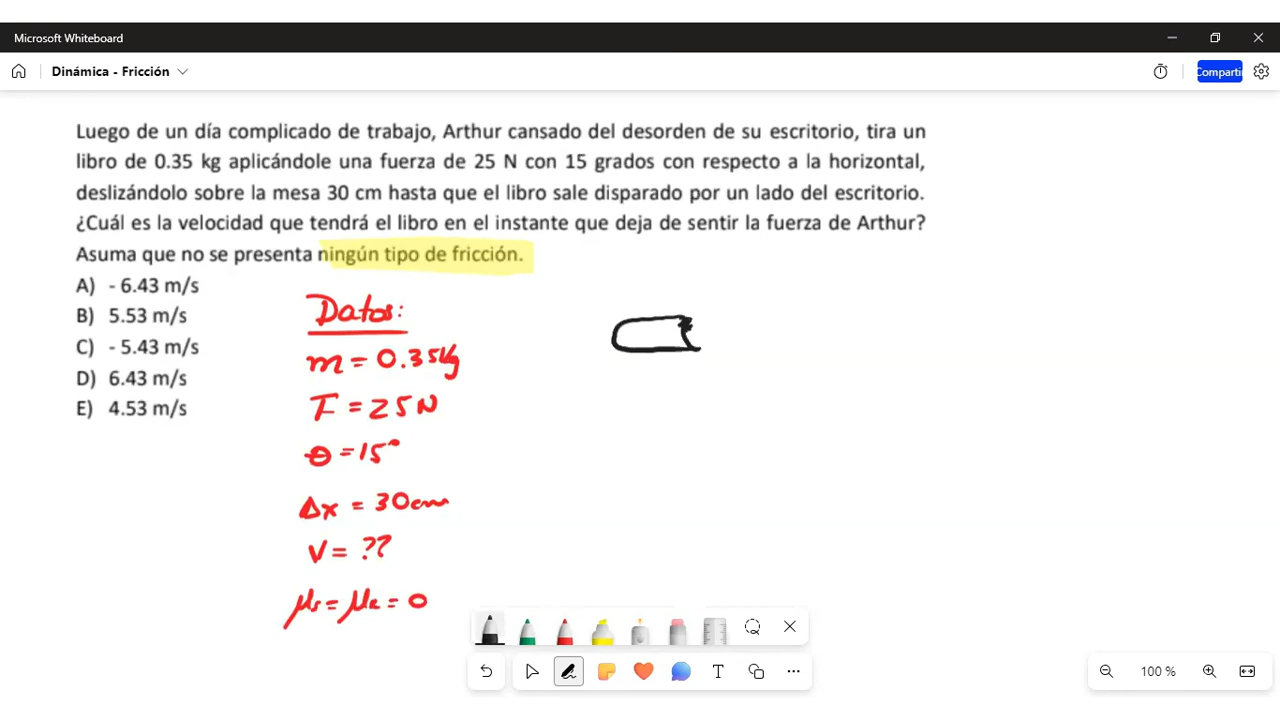 Microsoft Whiteboard
Dinámica - Fricción
Comparti
Luego de un día complicado de trabajo, Arthur cansado del desorden de su escritorio, tira un
libro de 0.35 kg aplicándole una fuerza de 25 N con 15 grados con respecto a la horizontal,
deslizándolo sobre la mesa 30 cm hasta que el libro sale disparado por un lado del escritorio.
¿Cuál es la velocidad que tendrá el libro en el instante que deja de sentir la fuerza de Arthur?
Asuma que no se presenta ningún tipo de fricción.
A) - 6.43 m/s
B) 5.53 m/s
C) - 5.43 m/s
D) 6.43 m/s
E) 4.53 m/s
Datos:
m = 0.35Kg
F = 25N
θ = 15°
Δx = 30cm
V = ??
μs = μk = 0
100 %